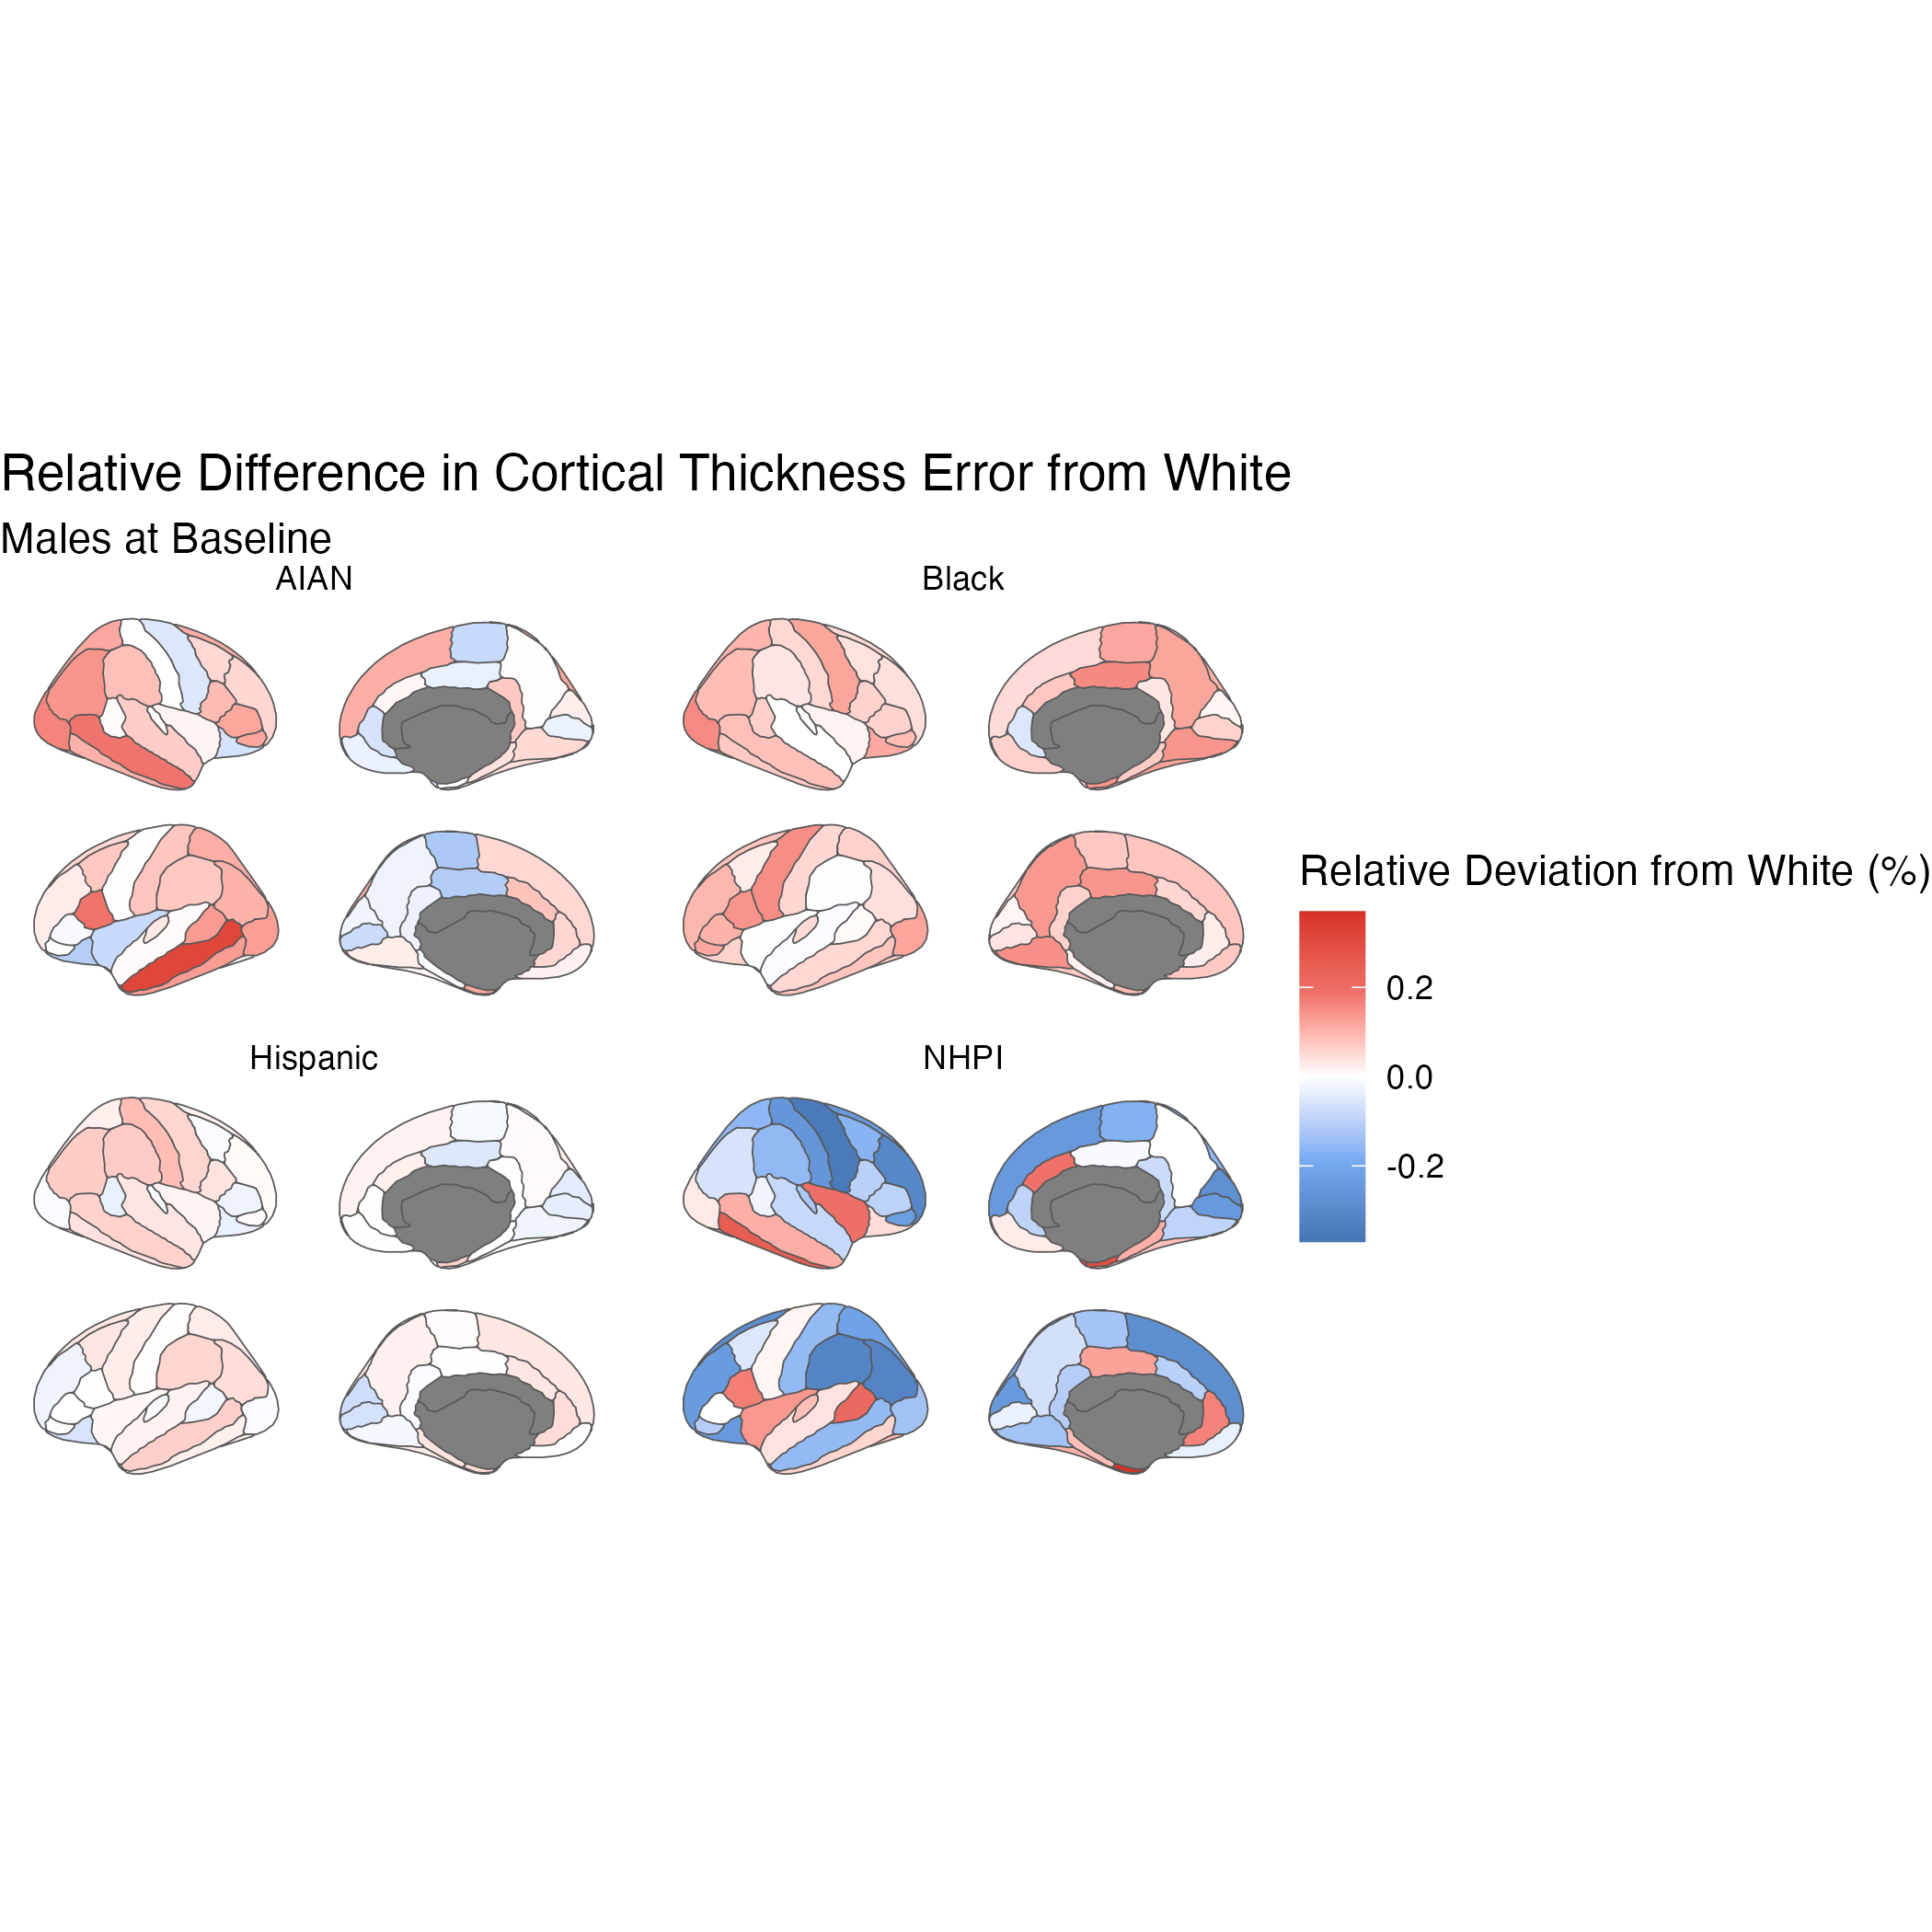 Relative Difference in Cortical Thickness Error from White
Males at Baseline
AIAN
Black
Hispanic
NHPI
Relative Deviation from White (%)
0.2
0.0
-0.2